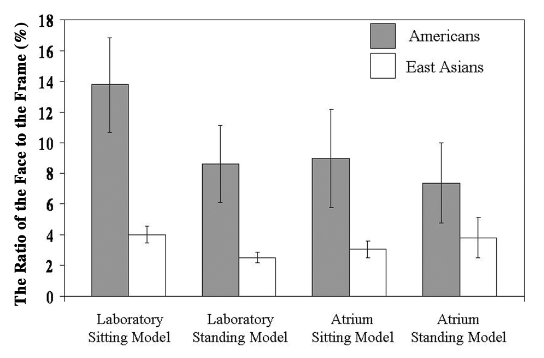 The Ratio of the Face to the Frame (%)
18
16
14
12
10
8
6
4
2
0
Americans
East Asians
Laboratory
Sitting Model
Laboratory
Standing Model
Atrium
Sitting Model
Atrium
Standing Model